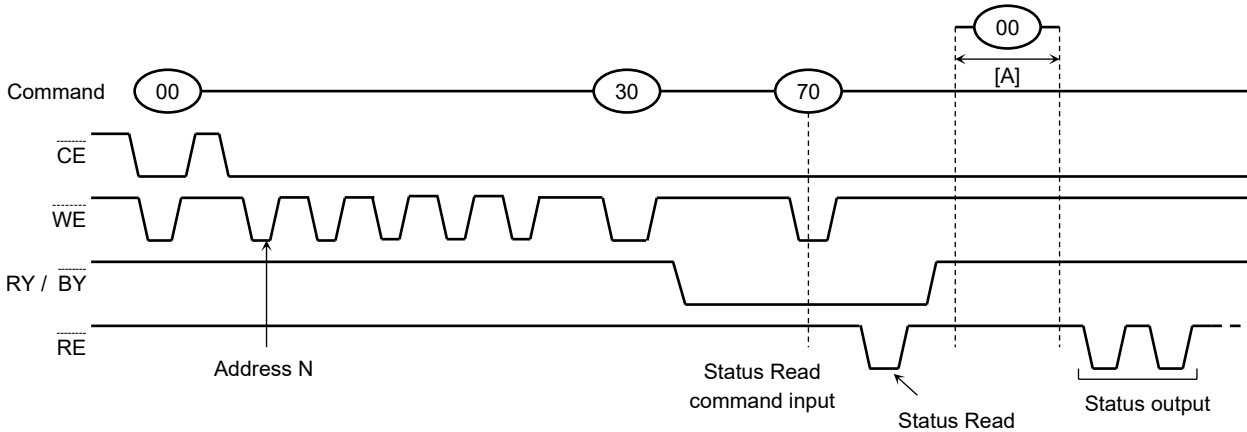 00
[A]
Command 00 30 70
CE
WE
RY / BY
RE
Address N
Status Read
command input
Status Read
Status output